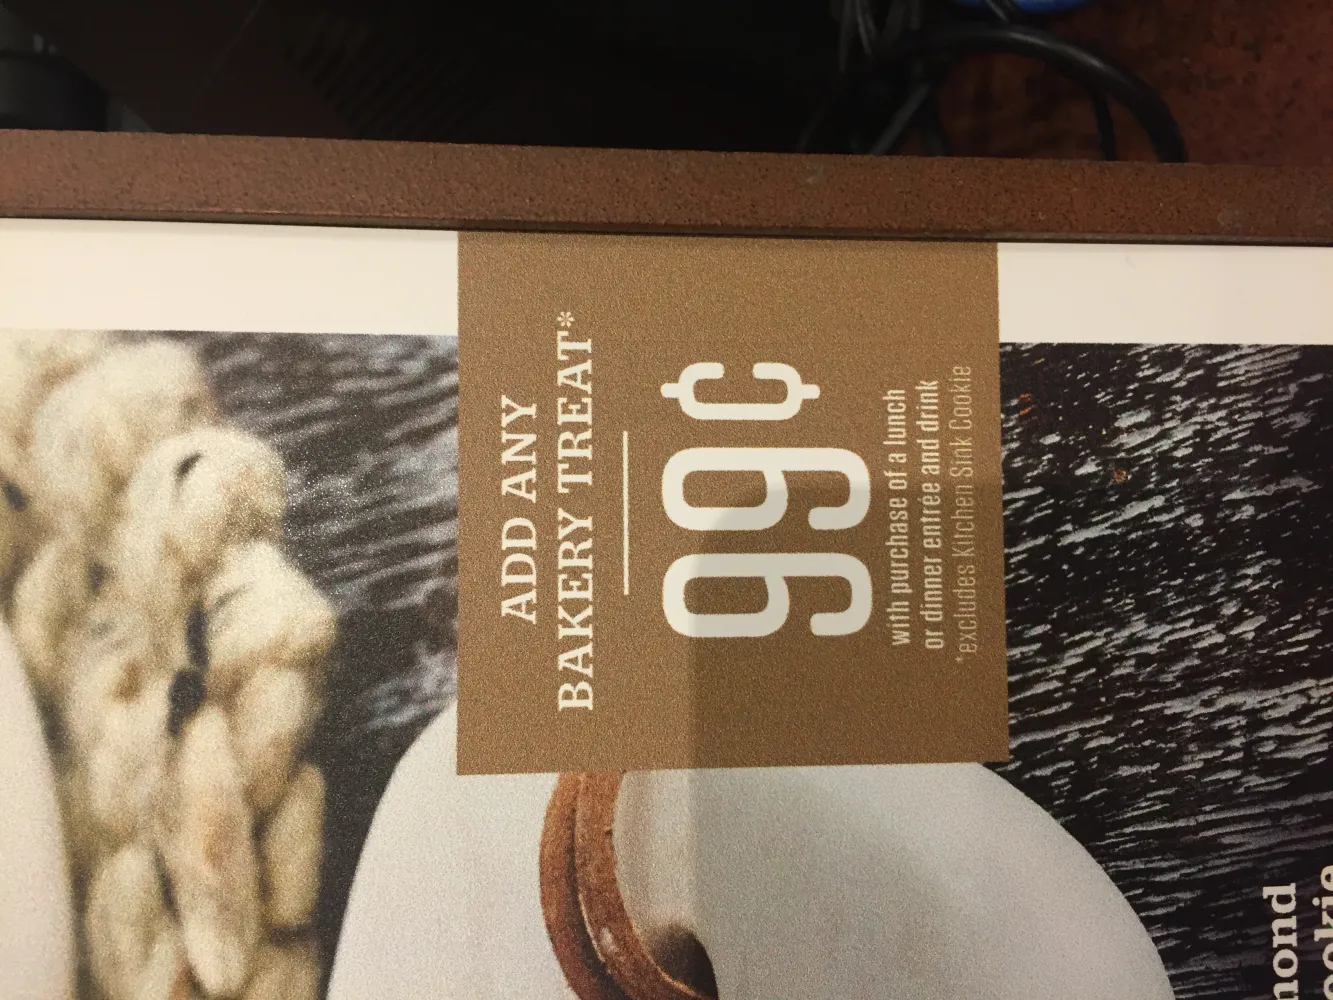 ADD ANY
BAKERY TREAT*
99¢
with purchase of a lunch
or dinner entrée and drink
*excludes Kitchen Sink Cookie